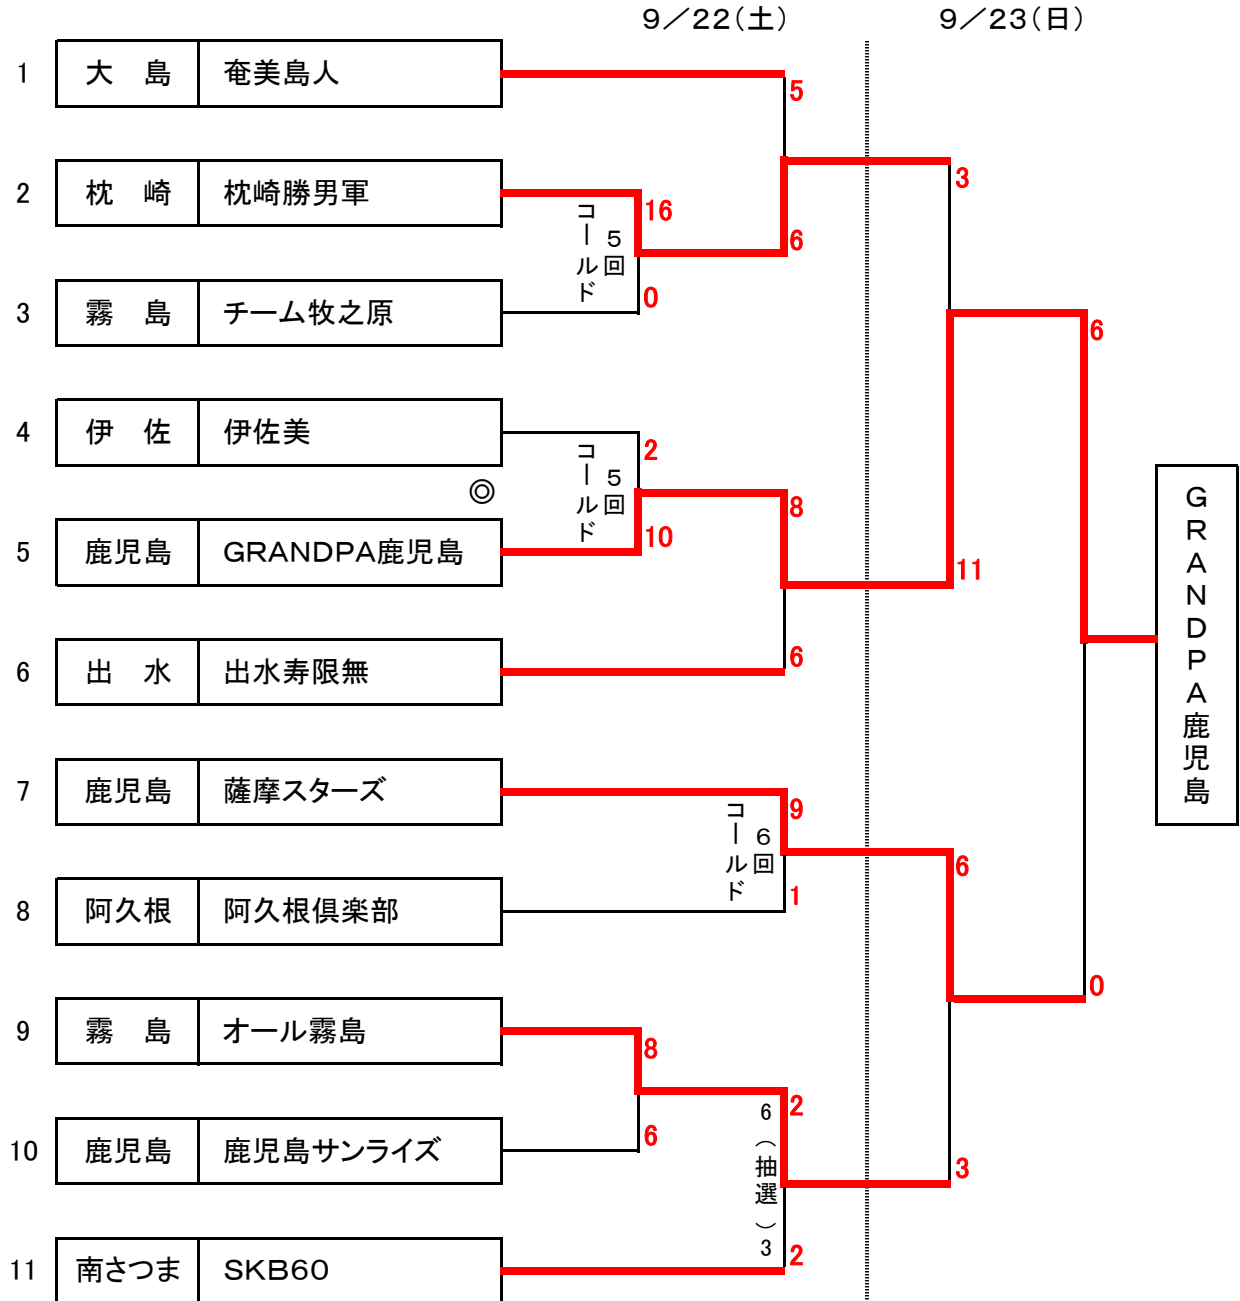 9／22(土)
9／23(日)
1 大　島 奄美島人
5
3
2 枕　崎 枕崎勝男軍
16
5回コールド
6
0
3 霧　島 チーム牧之原
6
4 伊　佐 伊佐美
2
5回コールド
◎
8
10
5 鹿児島 GRANDPA鹿児島
11
GRANDPA鹿児島
6
6 出　水 出水寿限無
7 鹿児島 薩摩スターズ
9
6回コールド
6
1
8 阿久根 阿久根倶楽部
0
9 霧　島 オール霧島
8
2
6（抽選）3
6
10 鹿児島 鹿児島サンライズ
3
2
11 南さつま SKB60